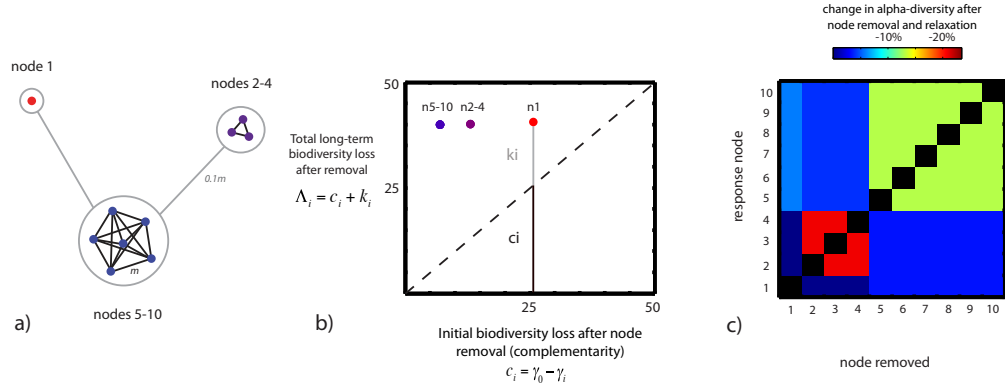 node 1
nodes 2-4
0.1m
m
nodes 5-10
a)
50
25
n5-10
n2-4
n1
ki
ci
Total long-term
biodiversity loss
after removal
Λi = ci + ki
25
50
b)
Initial biodiversity loss after node
removal (complementarity)
ci = γ0 − γi
change in alpha-diversity after
node removal and relaxation
-10%
-20%
response node
10
9
8
7
6
5
4
3
2
1
1 2 3 4 5 6 7 8 9 10
c)
node removed